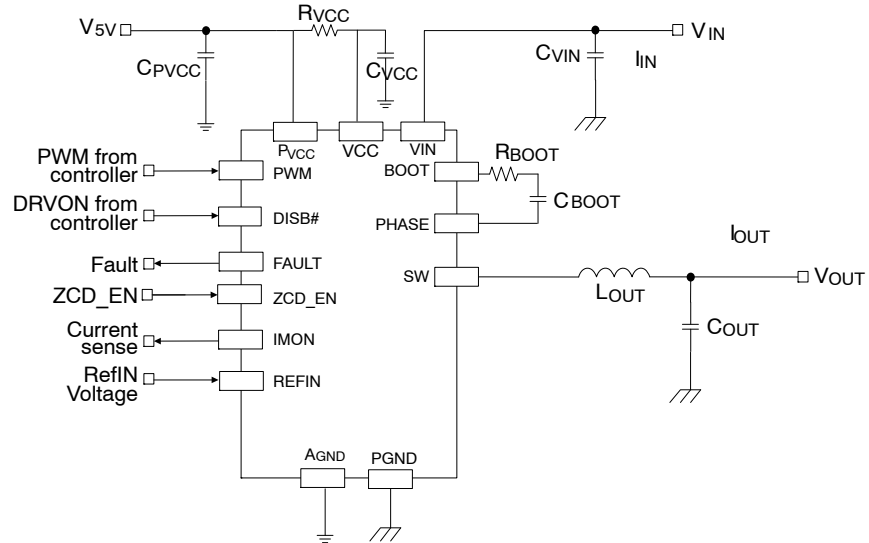 V5V
RVCC
VIN
CPVCC
CVCC
CVIN
IIN
PVCC
VCC
VIN
PWM from
controller
PWM
BOOT
RBOOT
CBOOT
DRVON from
controller
DISB#
PHASE
Fault
FAULT
SW
IOUT
LOUT
VOUT
ZCD_EN
ZCD_EN
Current
sense
IMON
COUT
RefIN
Voltage
REFIN
AGND
PGND